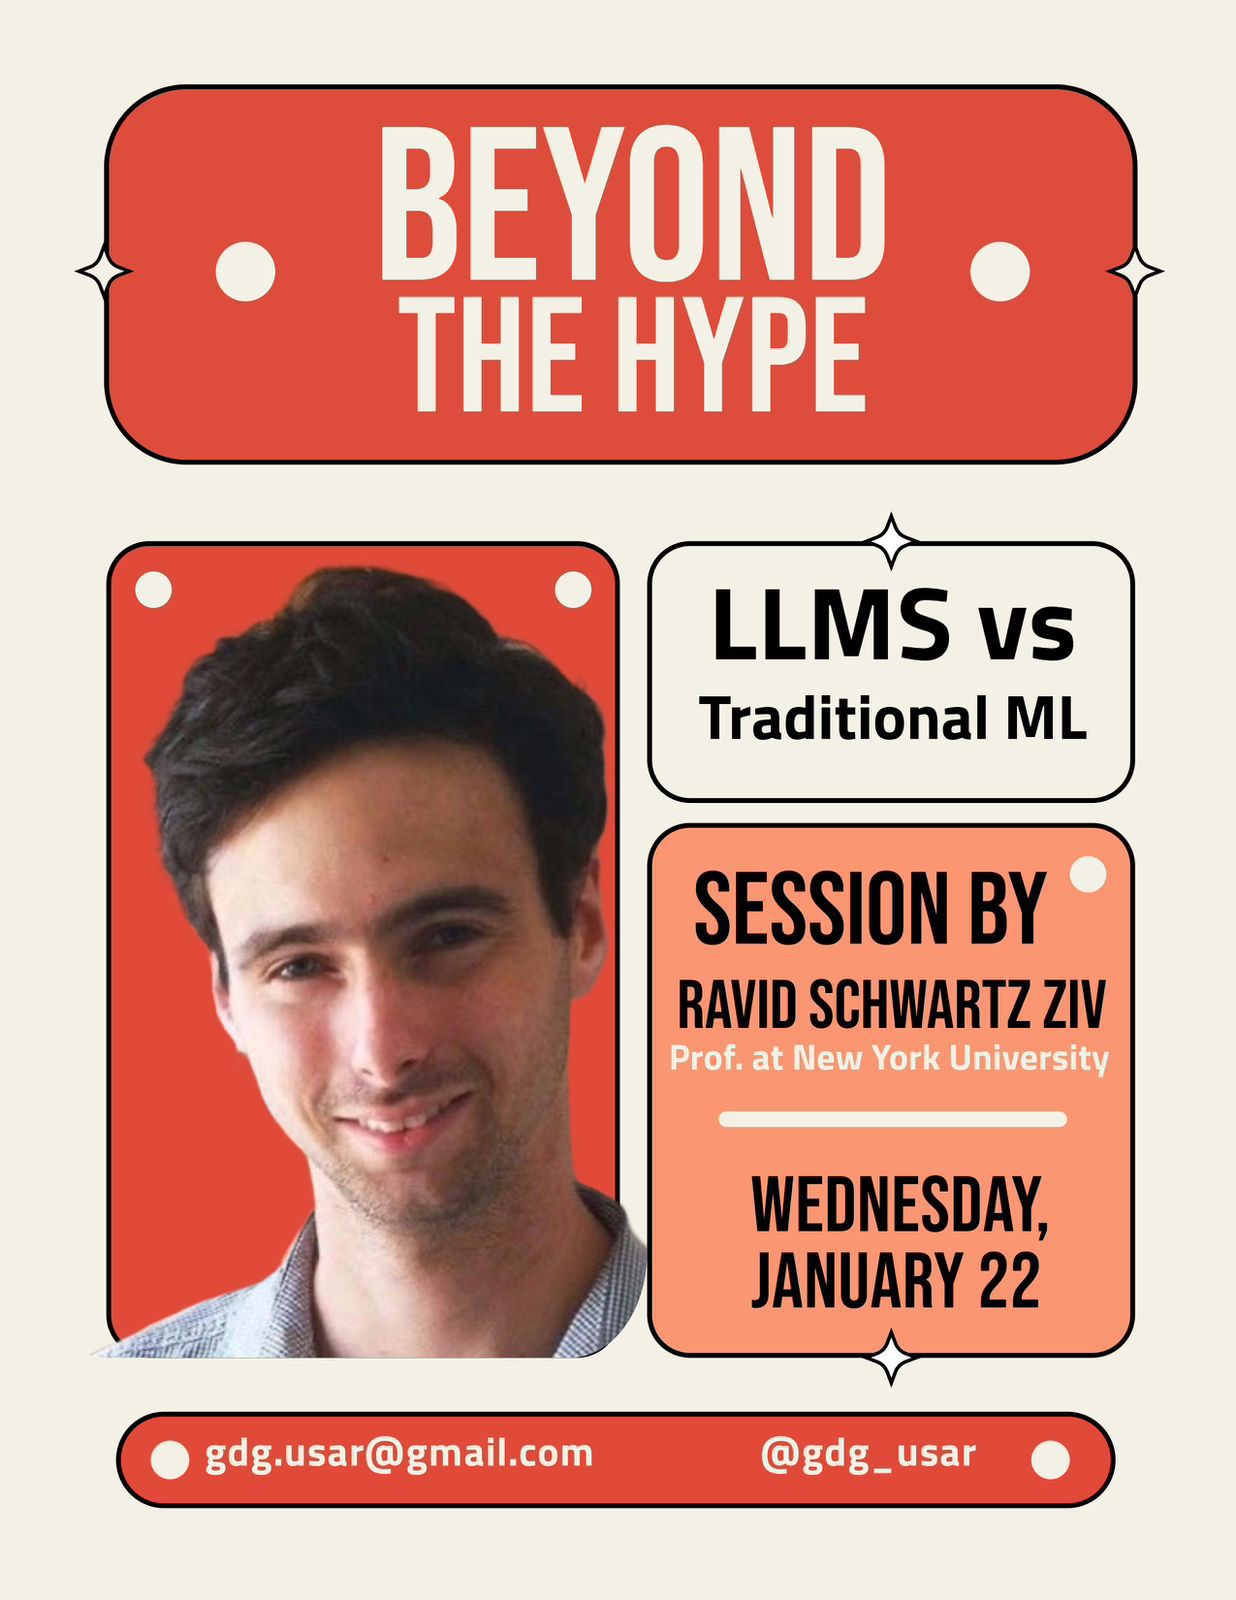 BEYOND
THE HYPE
LLMS vs
Traditional ML
SESSION BY
RAVID SCHWARTZ ZIV
Prof. at New York University
WEDNESDAY,
JANUARY 22
gdg.usar@gmail.com
@gdg_usar